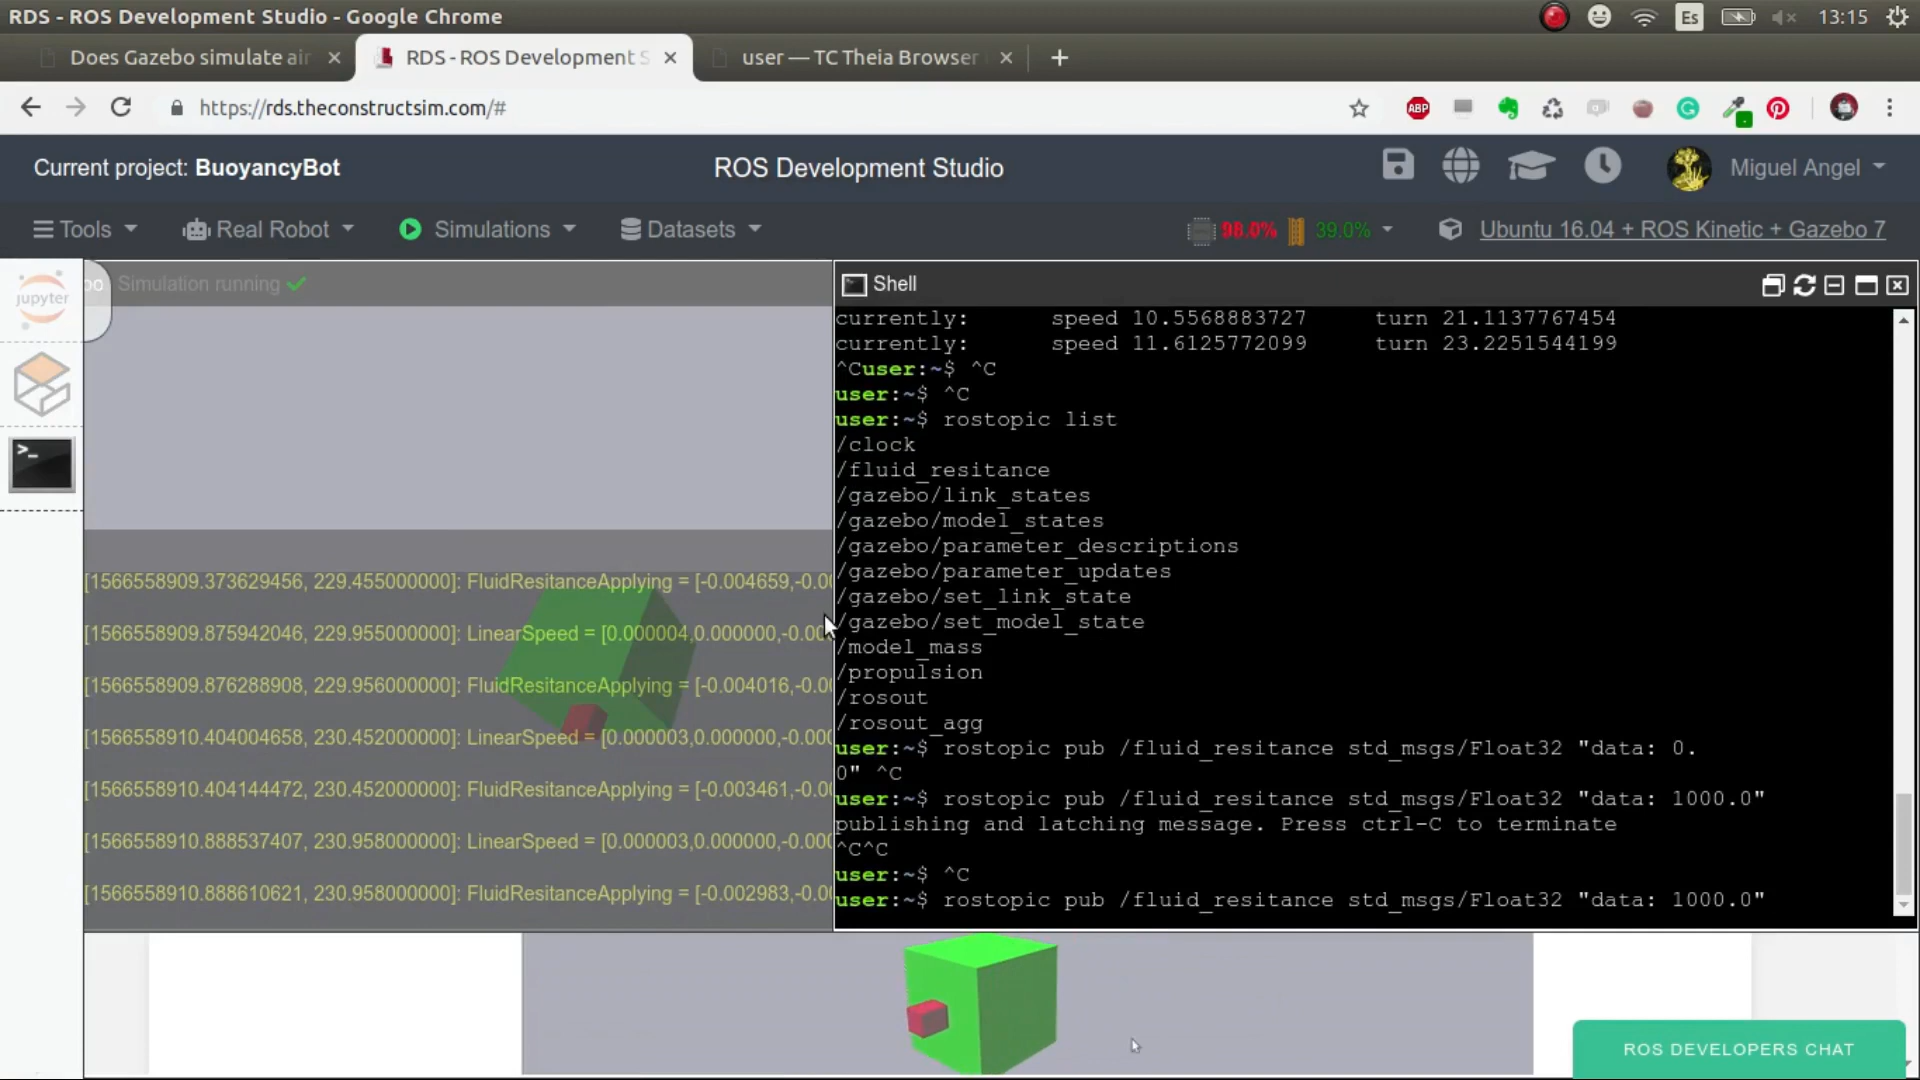 RDS - ROS Development Studio - Google Chrome
Es
13:15
Does Gazebo simulate air
RDS - ROS Development S
user — TC Theia Browser
https://rds.theconstructsim.com/#
ABP
Current project: BuoyancyBot
ROS Development Studio
Miguel Angel
Tools
Real Robot
Simulations
Datasets
98.0%
39.0%
Ubuntu 16.04 + ROS Kinetic + Gazebo 7
jupyter
Simulation running
[1566558909.373629456, 229.455000000]: FluidResitanceApplying = [-0.004659,-0.00
[1566558909.875942046, 229.955000000]: LinearSpeed = [0.000004,0.000000,-0.00
[1566558909.876288908, 229.956000000]: FluidResitanceApplying = [-0.004016,-0.00
[1566558910.404004658, 230.452000000]: LinearSpeed = [0.000003,0.000000,-0.000
[1566558910.404144472, 230.452000000]: FluidResitanceApplying = [-0.003461,-0.00
[1566558910.888537407, 230.958000000]: LinearSpeed = [0.000003,0.000000,-0.000
[1566558910.888610621, 230.958000000]: FluidResitanceApplying = [-0.002983,-0.00
Shell
currently: speed 10.5568883727 turn 21.1137767454
currently: speed 11.6125772099 turn 23.2251544199
^Cuser:~$ ^C
user:~$ ^C
user:~$ rostopic list
/clock
/fluid_resitance
/gazebo/link_states
/gazebo/model_states
/gazebo/parameter_descriptions
/gazebo/parameter_updates
/gazebo/set_link_state
/gazebo/set_model_state
/model_mass
/propulsion
/rosout
/rosout_agg
user:~$ rostopic pub /fluid_resitance std_msgs/Float32 "data: 0.
0" ^C
user:~$ rostopic pub /fluid_resitance std_msgs/Float32 "data: 1000.0"
publishing and latching message. Press ctrl-C to terminate
^C^C
user:~$ ^C
user:~$ rostopic pub /fluid_resitance std_msgs/Float32 "data: 1000.0"
ROS DEVELOPERS CHAT